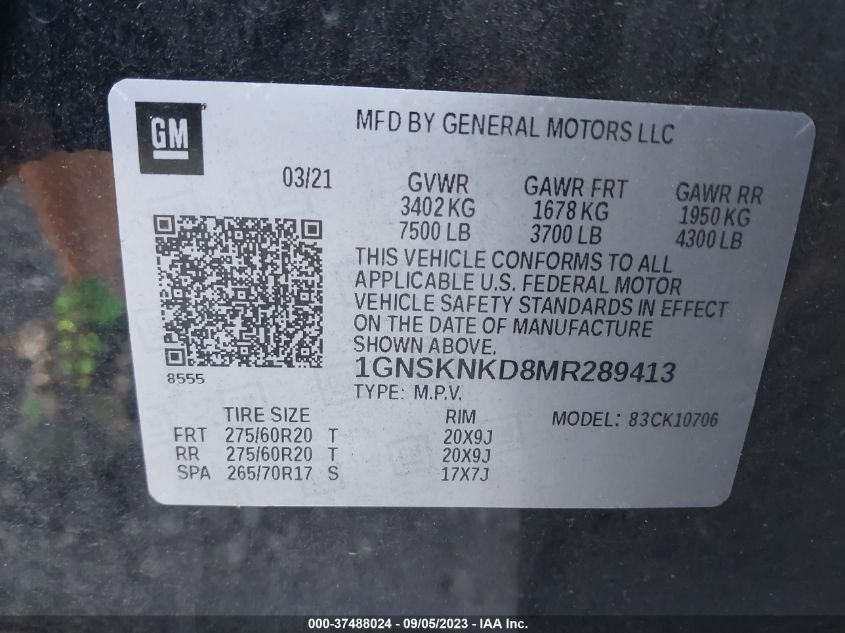 GM
MFD BY GENERAL MOTORS LLC
03/21
GVWR GAWR FRT GAWR RR
3402 KG 1678 KG 1950 KG
7500 LB 3700 LB 4300 LB
THIS VEHICLE CONFORMS TO ALL
APPLICABLE U.S. FEDERAL MOTOR
VEHICLE SAFETY STANDARDS IN EFFECT
ON THE DATE OF MANUFACTURE
SHOWN ABOVE.
8555
1GNSKNKD8MR289413
TYPE: M.P.V.
MODEL: 83CK10706
TIRE SIZE RIM
FRT 275/60R20 T 20X9J
RR 275/60R20 T 20X9J
SPA 265/70R17 S 17X7J
000-37488024 - 09/05/2023 - IAA Inc.